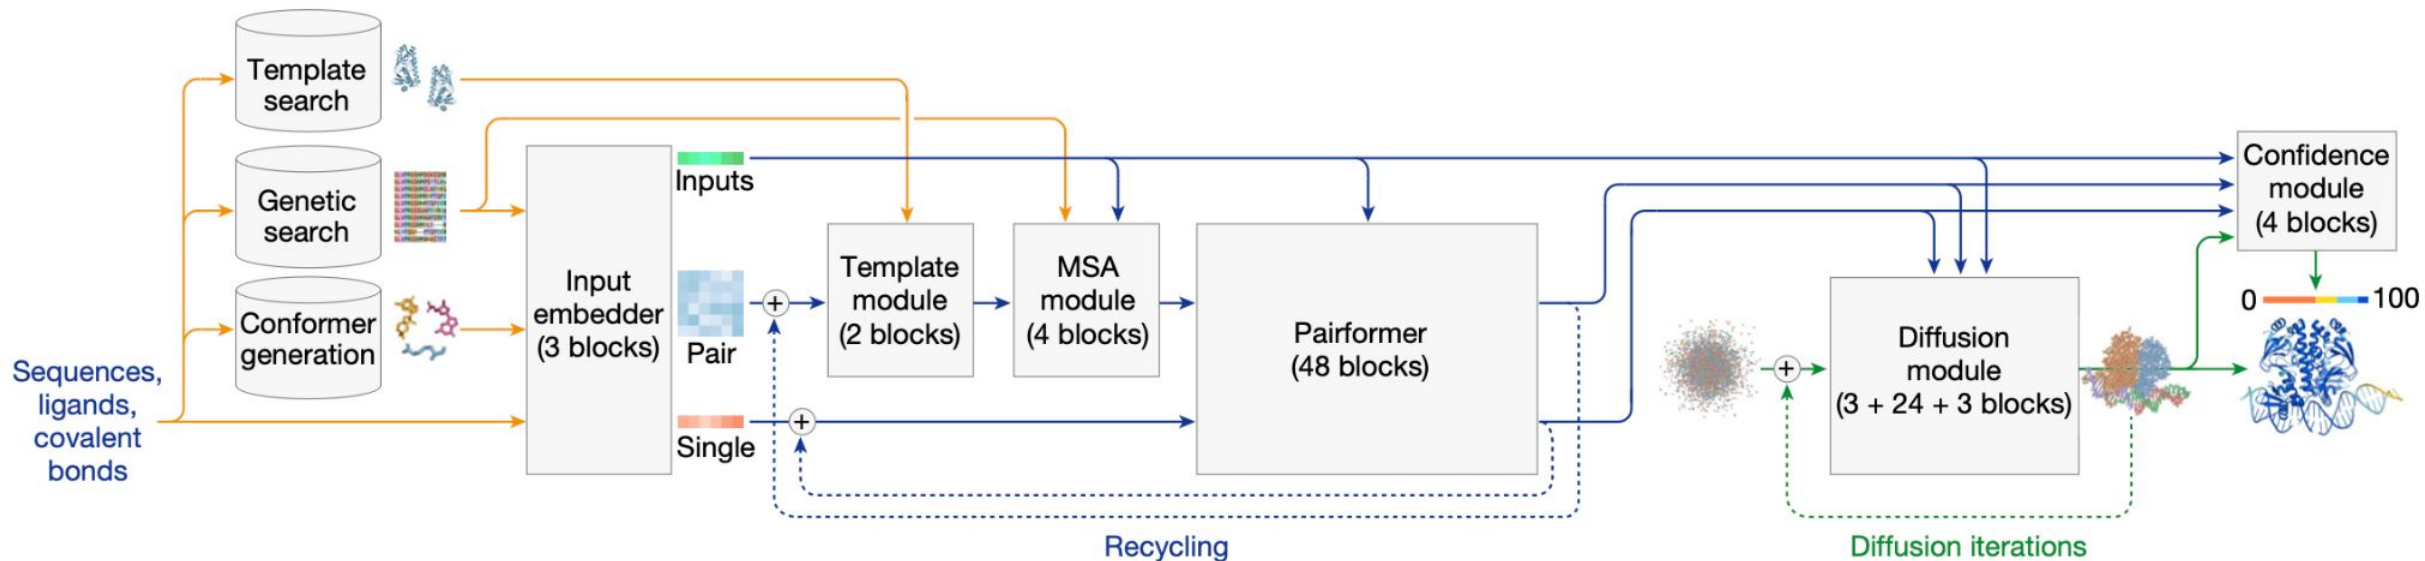 Template
search
Genetic
search
Conformer
generation
Sequences,
ligands,
covalent
bonds
Input
embedder
(3 blocks)
Inputs
Pair
Single
+
+
Template
module
(2 blocks)
MSA
module
(4 blocks)
Pairformer
(48 blocks)
Recycling
+
Diffusion
module
(3 + 24 + 3 blocks)
Diffusion iterations
Confidence
module
(4 blocks)
0 100